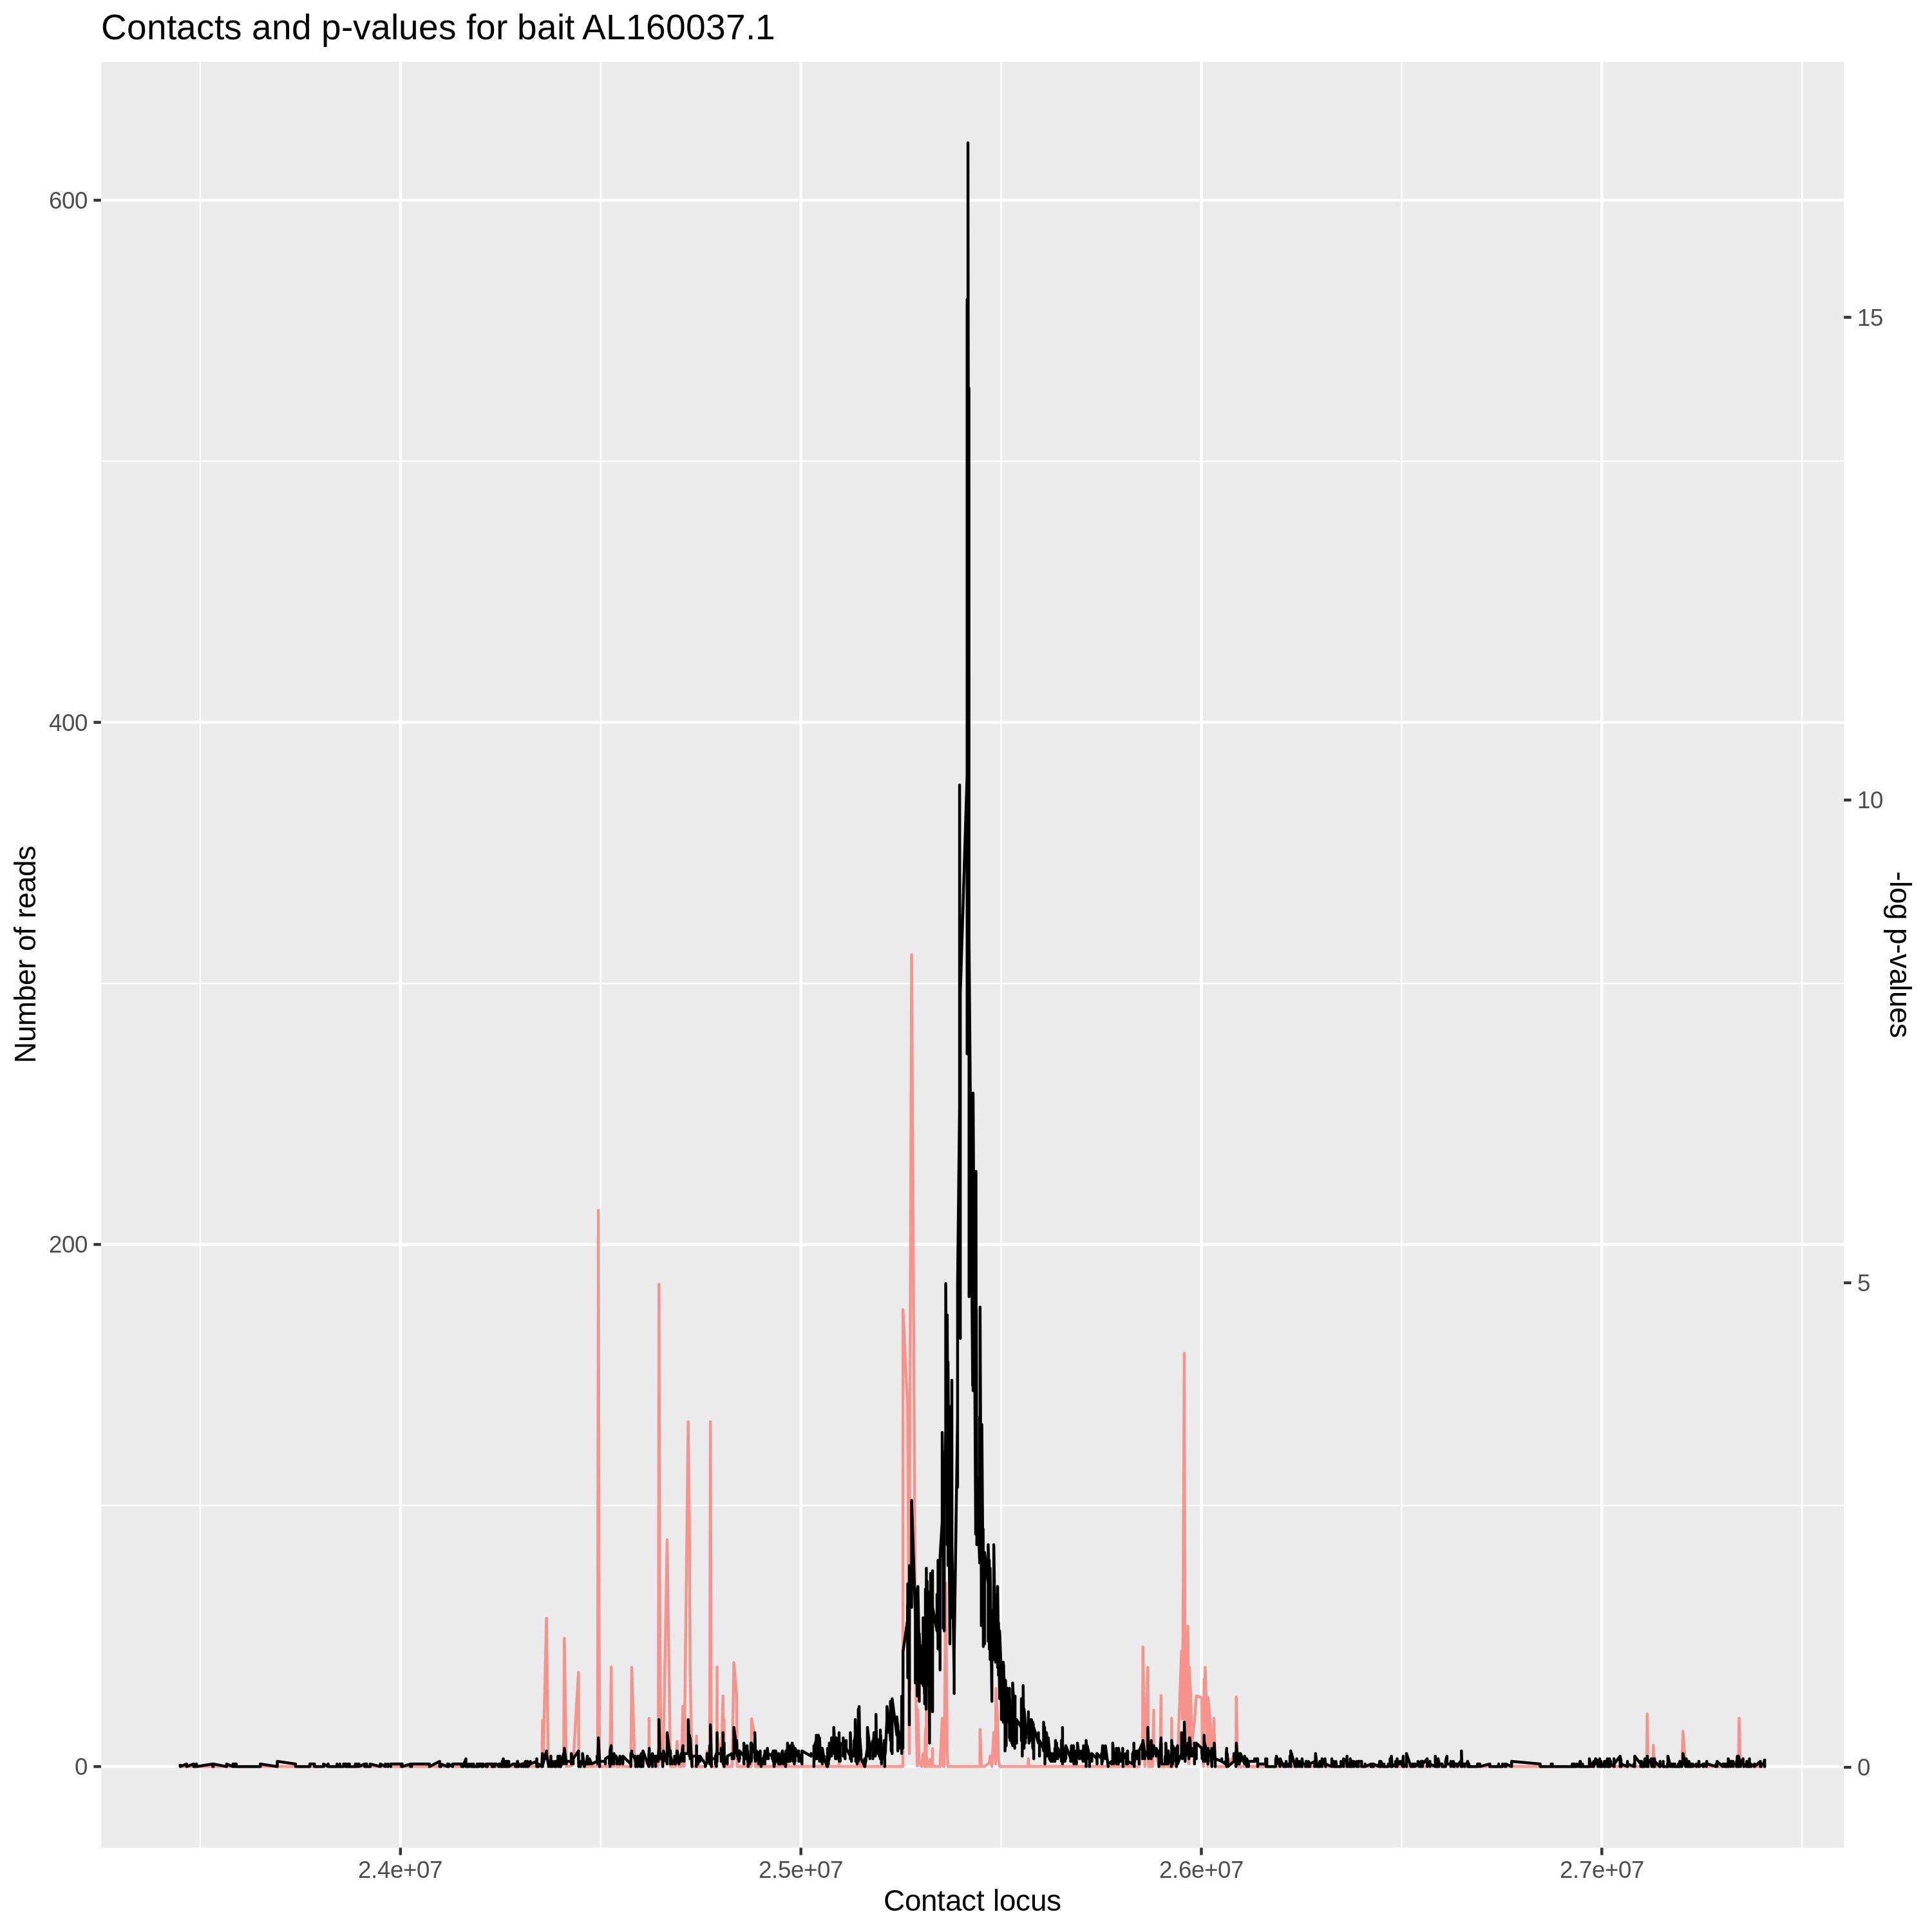 Contacts and p-values for bait AL160037.1
600
400
200
0
Number of reads
15
10
5
0
-log p-values
2.4e+07
2.5e+07
2.6e+07
2.7e+07
Contact locus